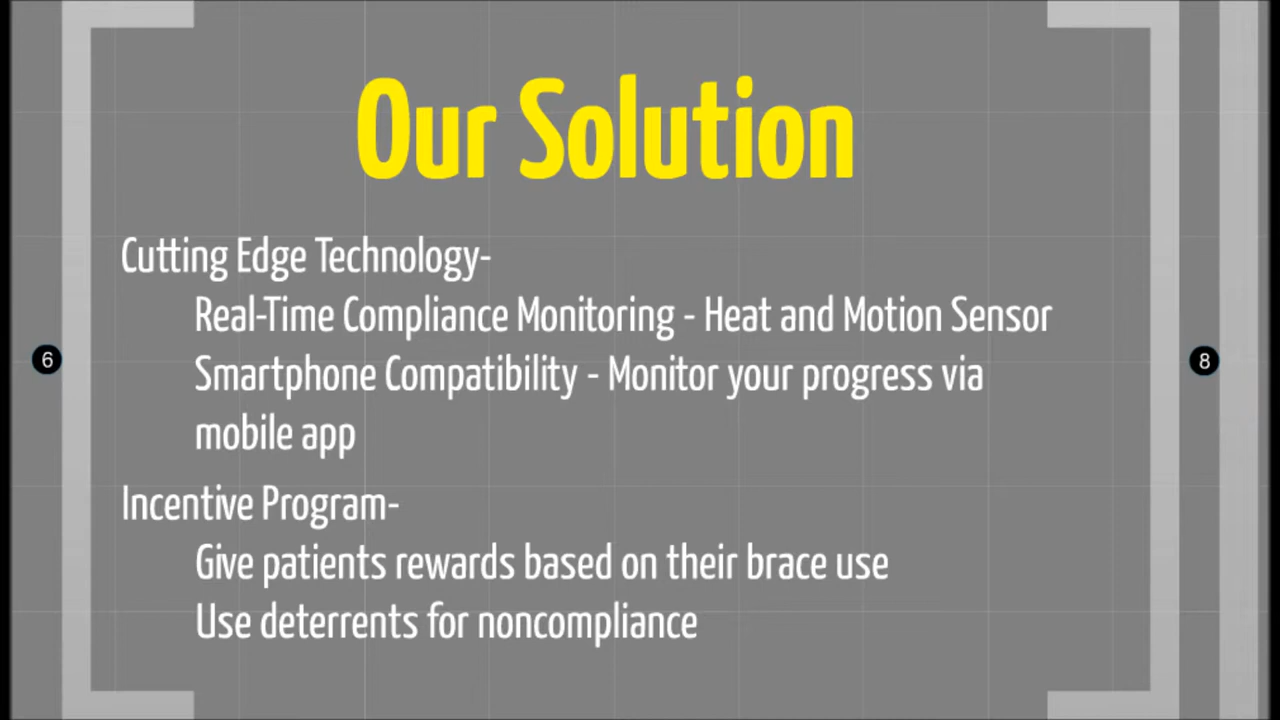 Our Solution
Cutting Edge Technology-
Real-Time Compliance Monitoring - Heat and Motion Sensor
Smartphone Compatibility - Monitor your progress via
mobile app
6
8
Incentive Program-
Give patients rewards based on their brace use
Use deterrents for noncompliance